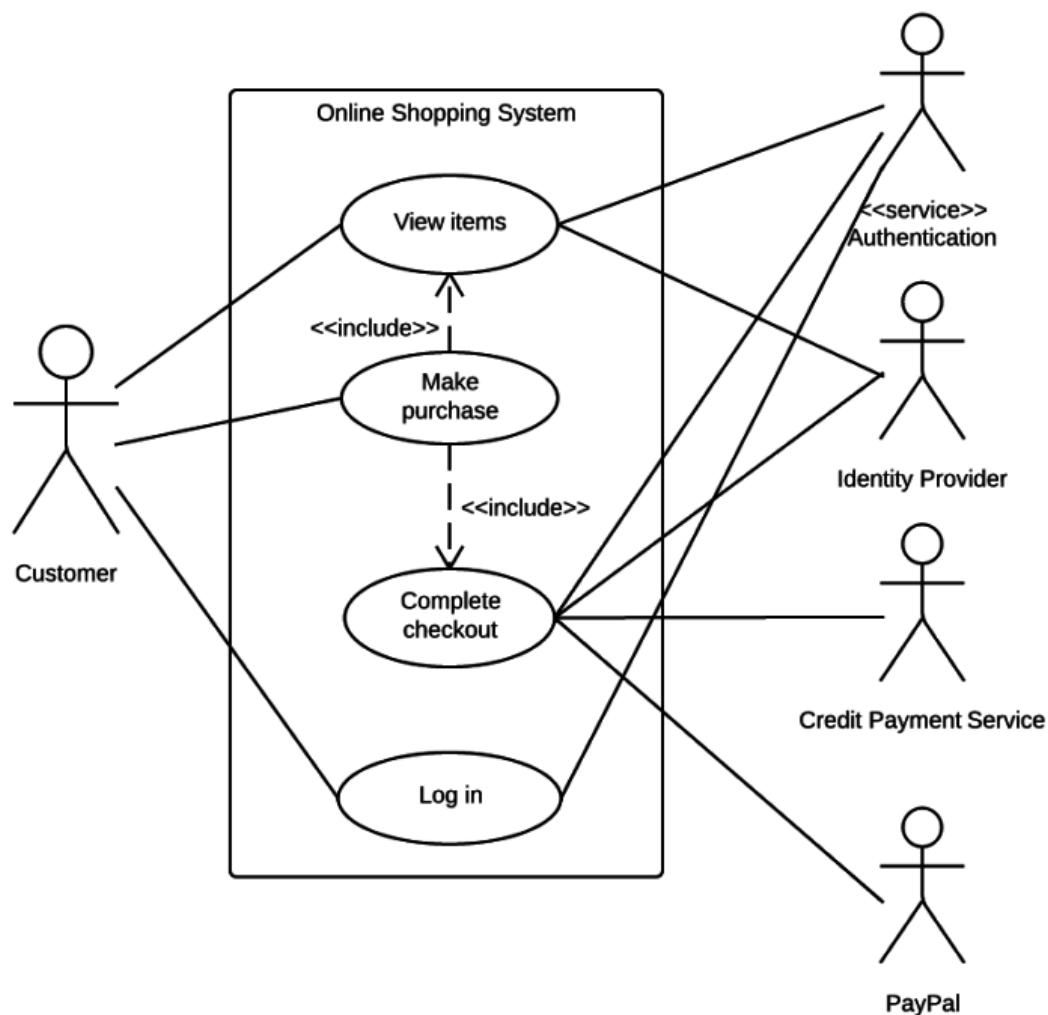 Online Shopping System
View items
<<service>>
Authentication
<<include>>
Make
purchase
Identity Provider
<<include>>
Customer
Complete
checkout
Credit Payment Service
Log in
PayPal